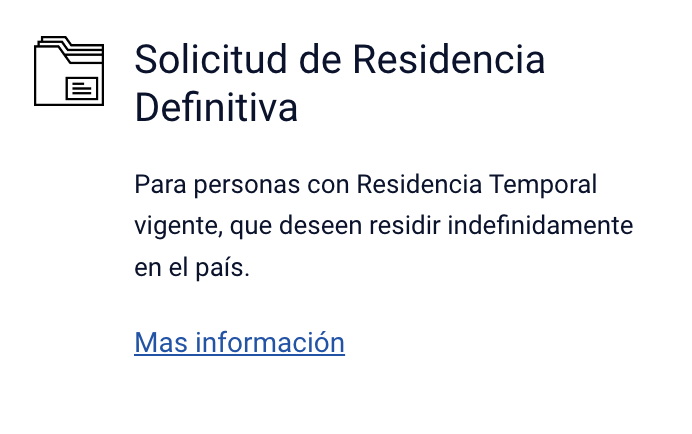 Solicitud de Residencia
Definitiva
Para personas con Residencia Temporal
vigente, que deseen residir indefinidamente
en el país.
Mas información